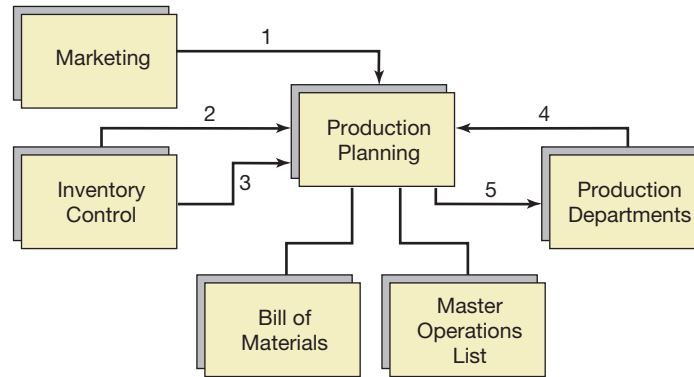 1
Marketing
2
4
Production
Planning
Inventory
Control
3
5
Production
Departments
Bill of
Materials
Master
Operations
List